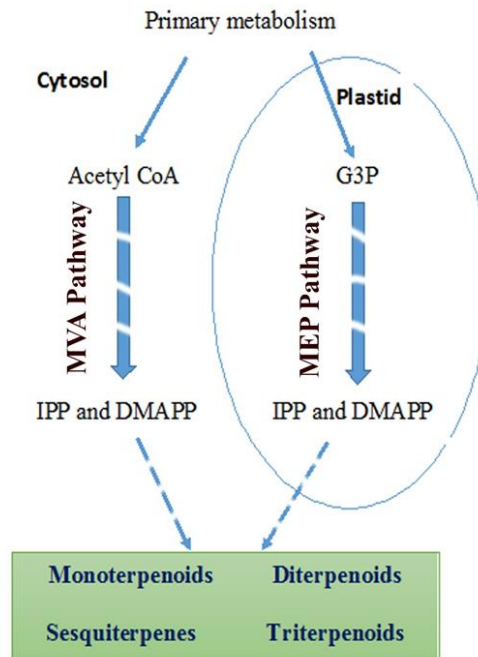 Primary metabolism
Cytosol
Plastid
Acetyl CoA
G3P
MVA Pathway
MEP Pathway
IPP and DMAPP
IPP and DMAPP
Monoterpenoids
Diterpenoids
Sesquiterpenes
Triterpenoids